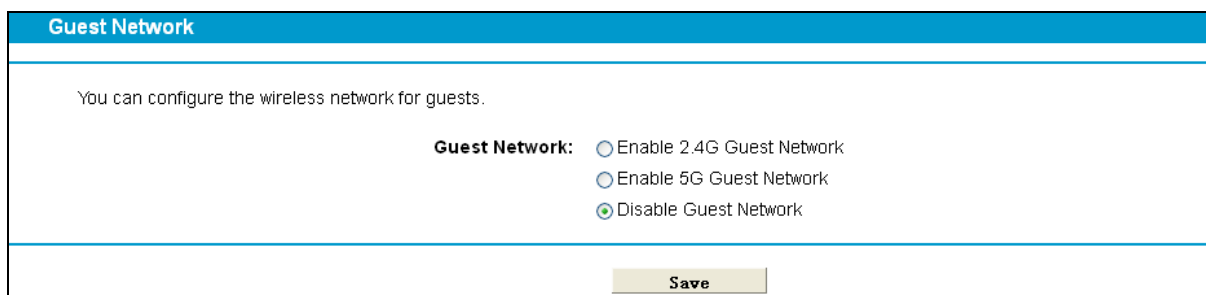 Guest Network
You can configure the wireless network for guests.
Guest Network: Enable 2.4G Guest Network
Enable 5G Guest Network
Disable Guest Network
Save